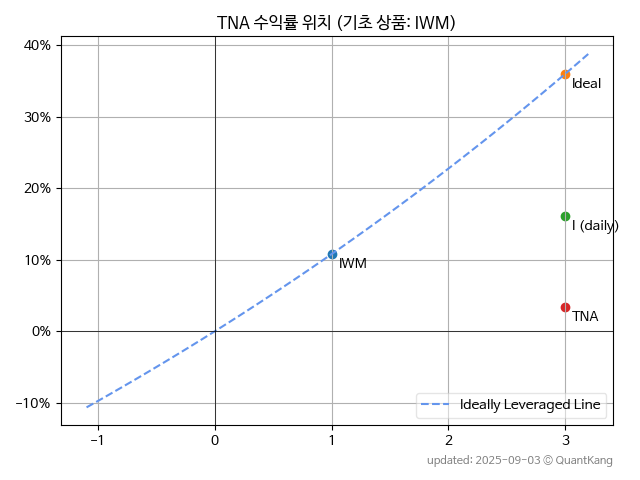 TNA 수익률 위치 (기초 상품: IWM)
40%
30%
20%
10%
0%
−10%
Ideal
I (daily)
IWM
TNA
Ideally Leveraged Line
−1
0
1
2
3
updated: 2025-09-03 © QuantKang